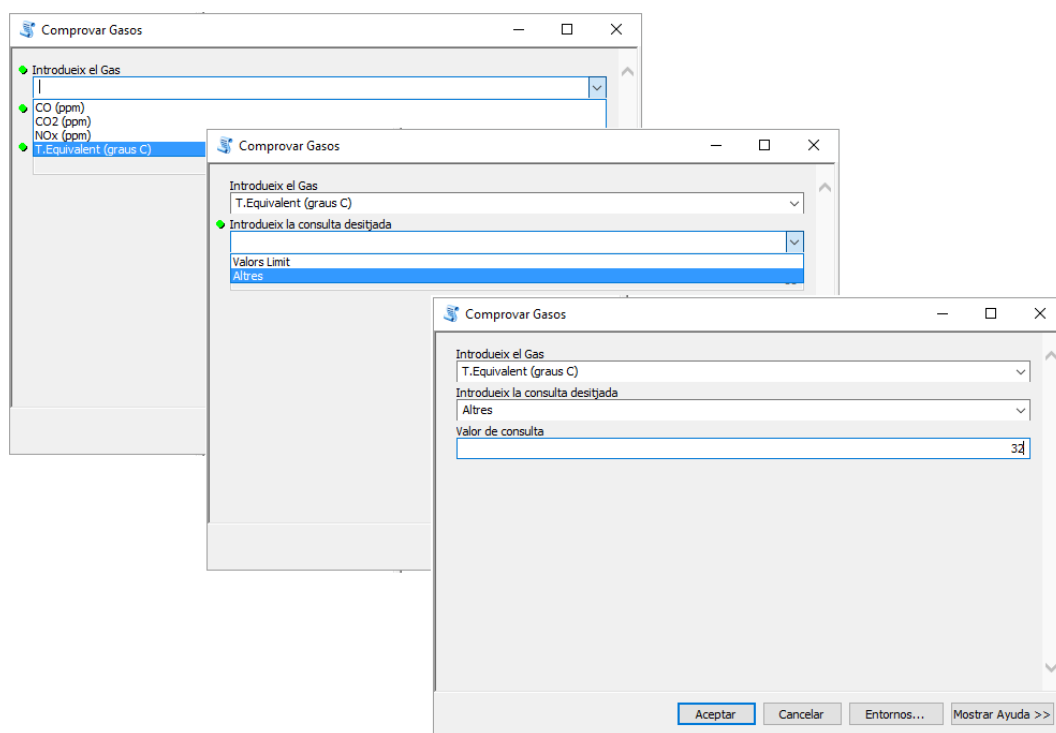 Comprovar Gasos
Introdueix el Gas
CO (ppm)
CO2 (ppm)
NOx (ppm)
T.Equivalent (graus C)
Comprovar Gasos
Introdueix el Gas
T.Equivalent (graus C)
Introdueix la consulta desitjada
Valors Limit
Altres
Comprovar Gasos
Introdueix el Gas
T.Equivalent (graus C)
Introdueix la consulta desitjada
Altres
Valor de consulta
32
Aceptar Cancelar Entornos... Mostrar Ayuda >>